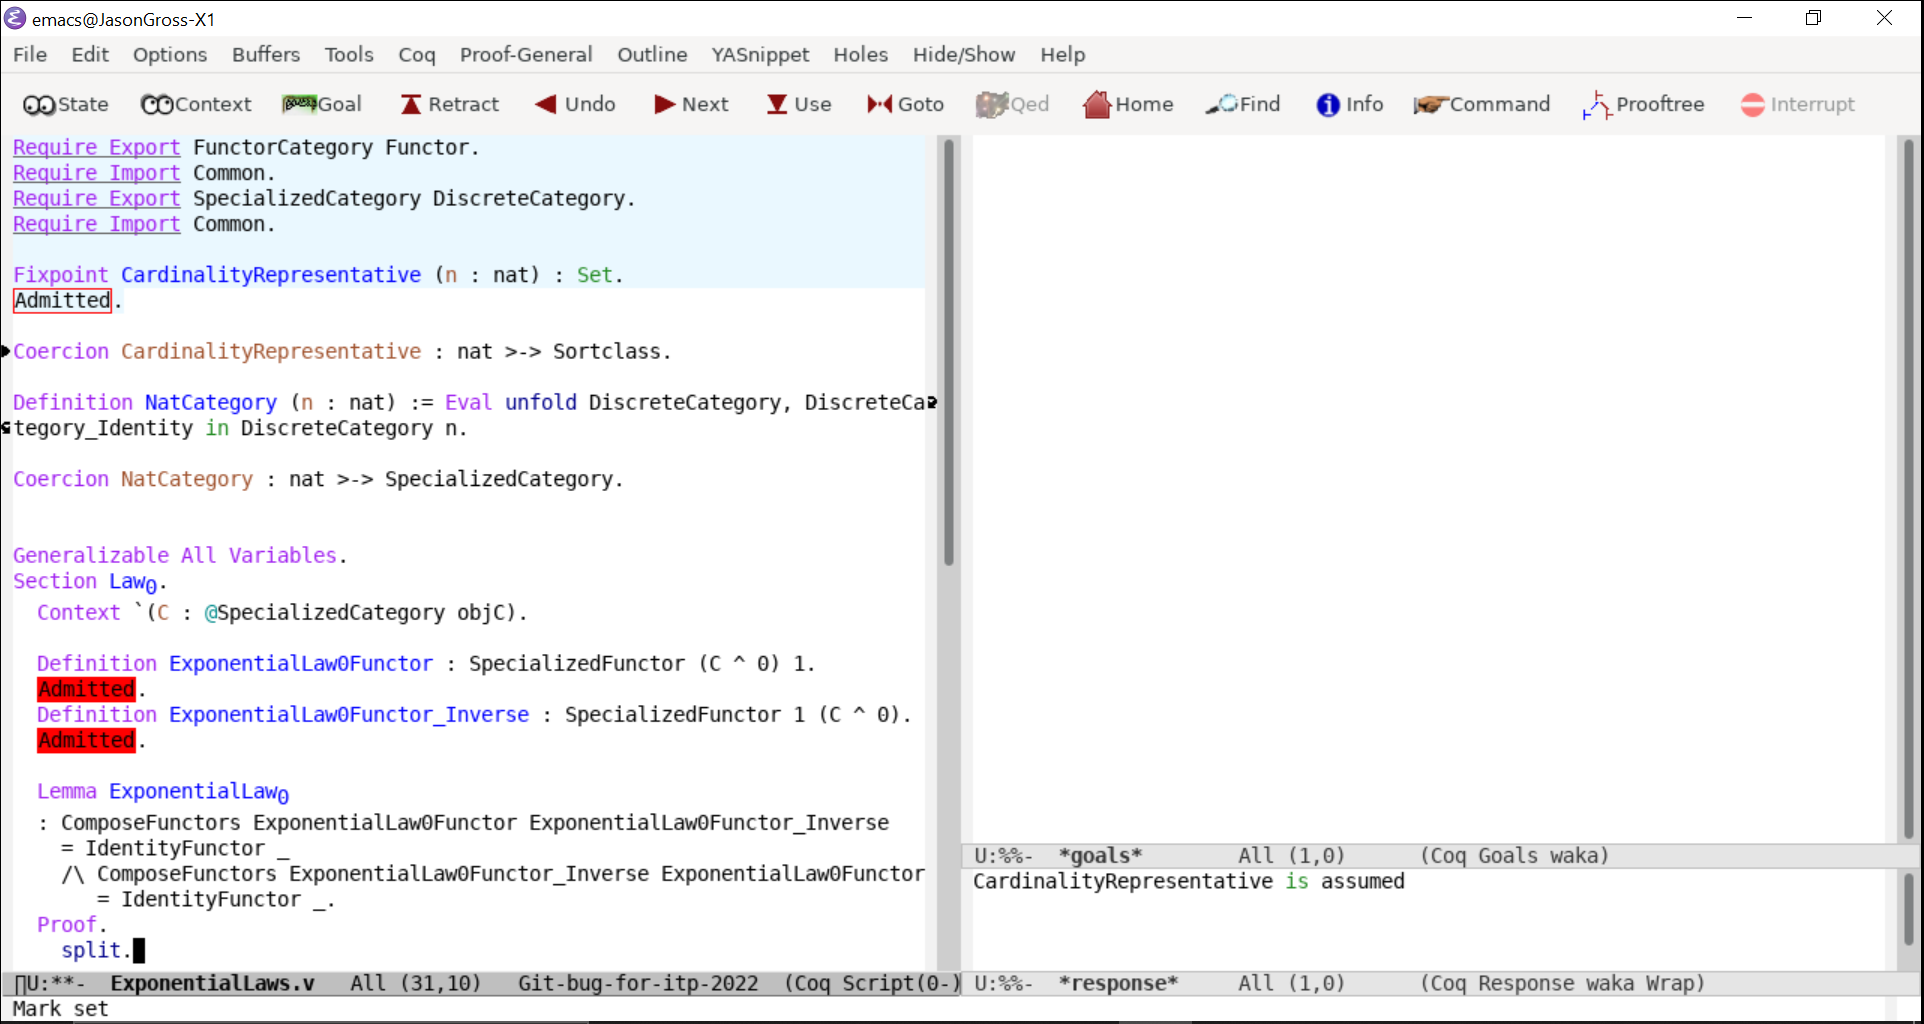 emacs@JasonGross-X1
File Edit Options Buffers Tools Coq Proof-General Outline YASnippet Holes Hide/Show Help
State Context Goal Retract Undo Next Use Goto Qed Home Find Info Command Prooftree Interrupt
Require Export FunctorCategory Functor.
Require Import Common.
Require Export SpecializedCategory DiscreteCategory.
Require Import Common.
Fixpoint CardinalityRepresentative (n : nat) : Set.
Admitted.
Coercion CardinalityRepresentative : nat >-> Sortclass.
Definition NatCategory (n : nat) := Eval unfold DiscreteCategory, DiscreteCa
tegory_Identity in DiscreteCategory n.
Coercion NatCategory : nat >-> SpecializedCategory.
Generalizable All Variables.
Section Law₀.
Context `(C : @SpecializedCategory objC).
Definition ExponentialLaw0Functor : SpecializedFunctor (C ^ 0) 1.
Admitted.
Definition ExponentialLaw0Functor_Inverse : SpecializedFunctor 1 (C ^ 0).
Admitted.
Lemma ExponentialLaw₀
: ComposeFunctors ExponentialLaw0Functor ExponentialLaw0Functor_Inverse
= IdentityFunctor _
/\ ComposeFunctors ExponentialLaw0Functor_Inverse ExponentialLaw0Functor
= IdentityFunctor _.
Proof.
split.
U:**- ExponentialLaws.v All (31,10) Git-bug-for-itp-2022 (Coq Script(0-)
Mark set
U:%%- *goals* All (1,0) (Coq Goals waka)
CardinalityRepresentative is assumed
U:%%- *response* All (1,0) (Coq Response waka Wrap)